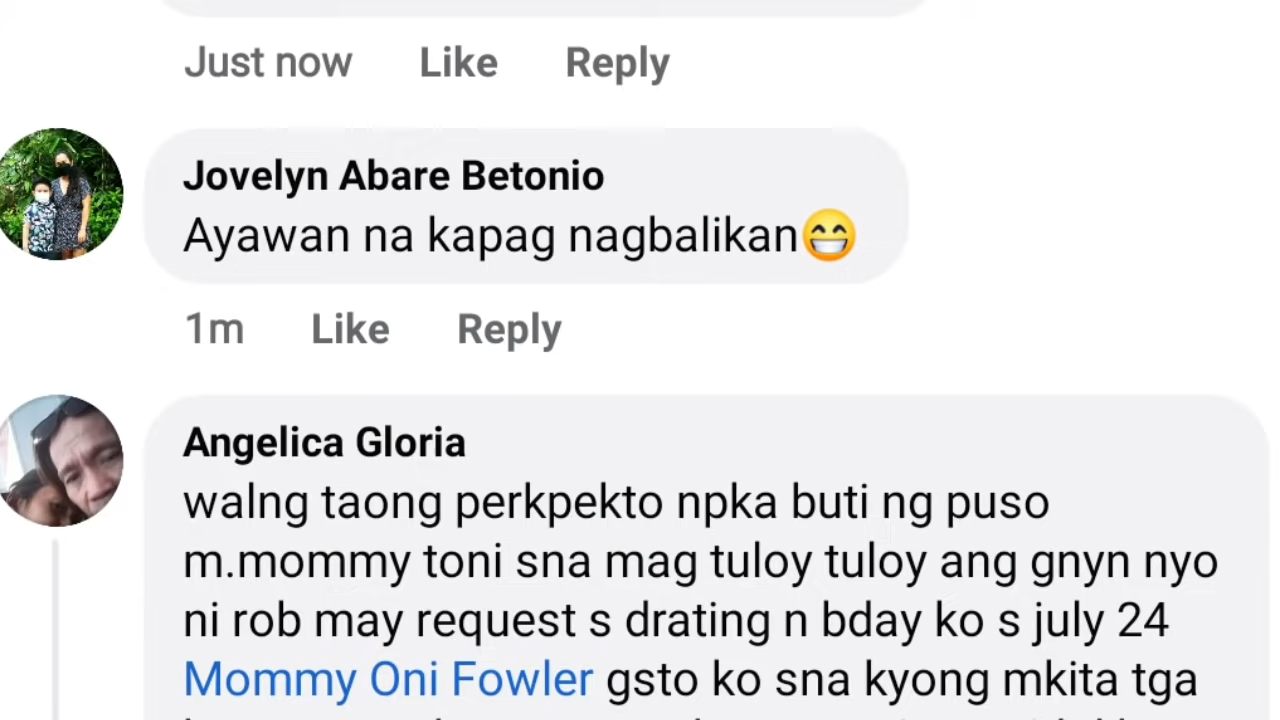 Just now Like Reply
Jovelyn Abare Betonio
Ayawan na kapag nagbalikan😁
1m Like Reply
Angelica Gloria
walng taong perkpekto npka buti ng puso
m.mommy toni sna mag tuloy tuloy ang gnyn nyo
ni rob may request s drating n bday ko s july 24
Mommy Oni Fowler gsto ko sna kyong mkita tga